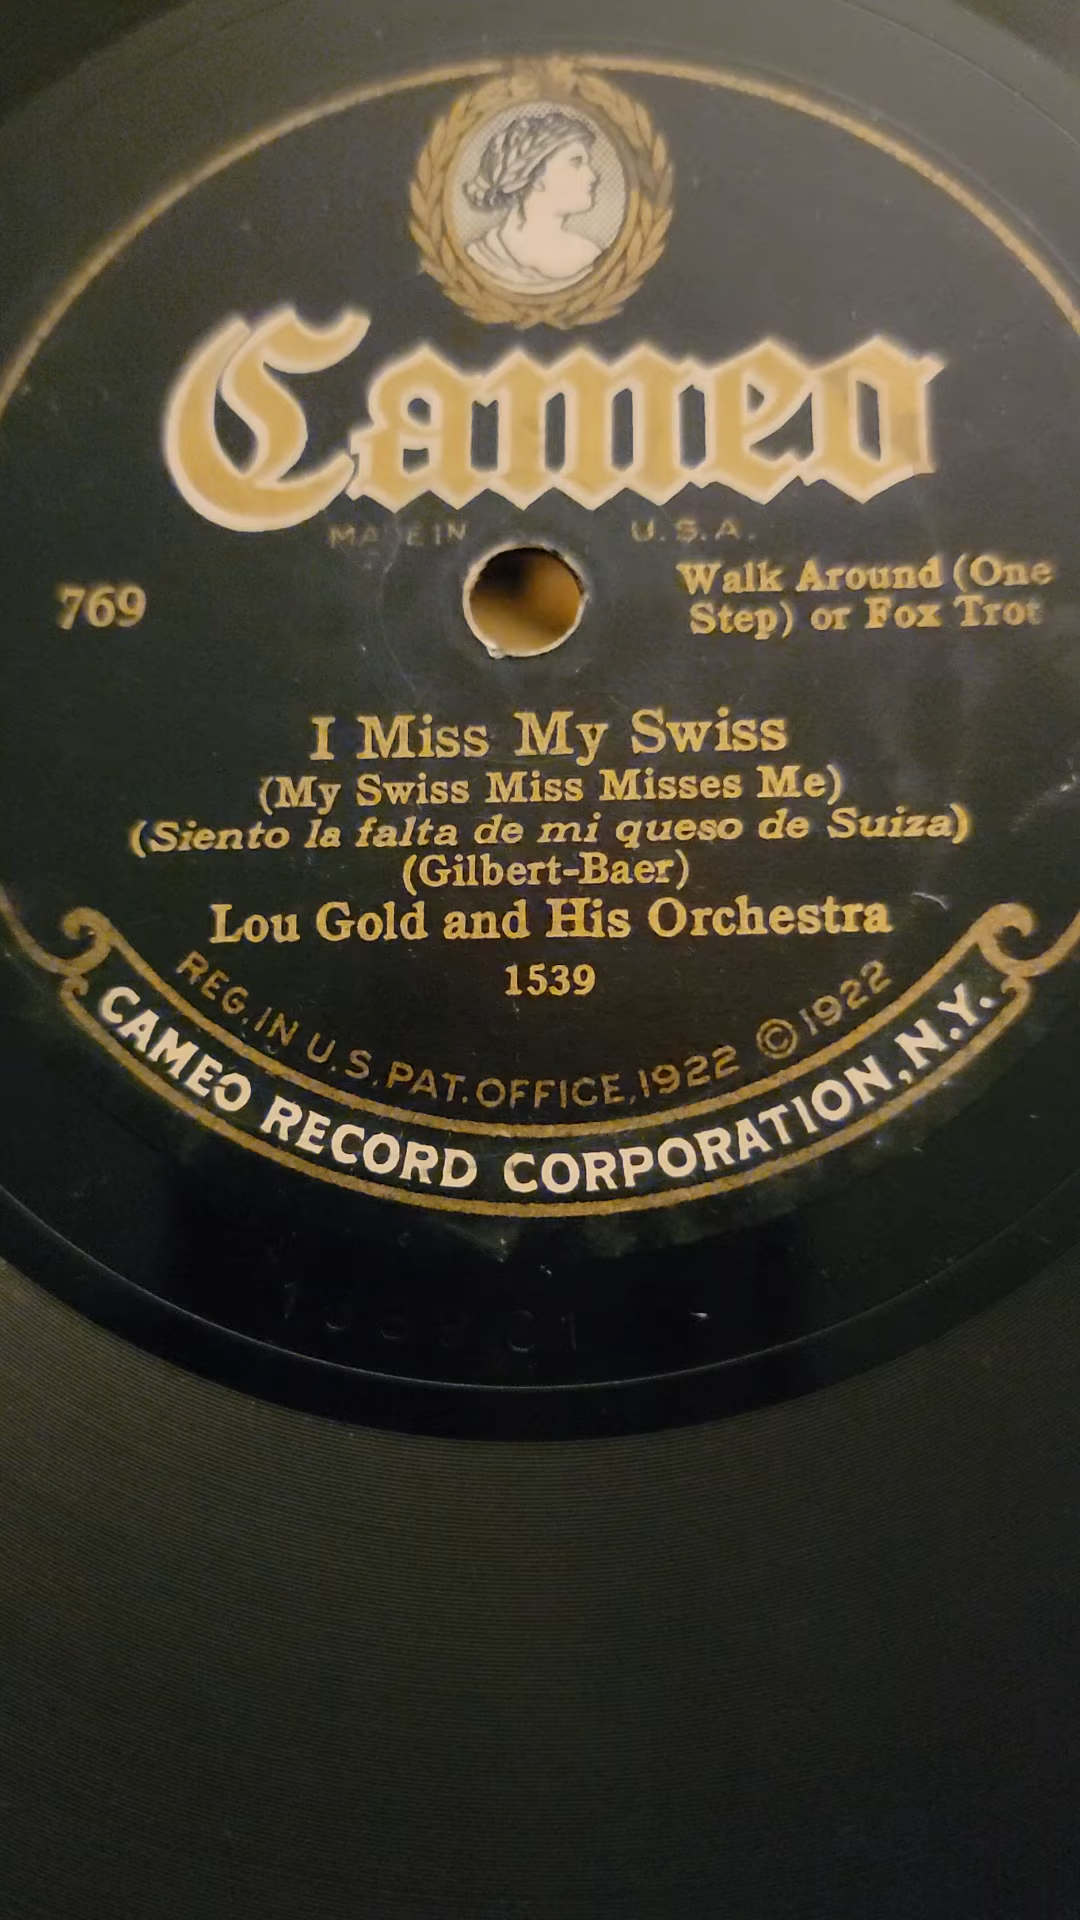 Cameo
MADE IN U.S.A.
769
Walk Around (One
Step) or Fox Trot
I Miss My Swiss
(My Swiss Miss Misses Me)
(Siento la falta de mi queso de Suiza)
(Gilbert-Baer)
Lou Gold and His Orchestra
1539
REG. IN U.S. PAT. OFFICE, 1922 © 1922
CAMEO RECORD CORPORATION, N.Y.